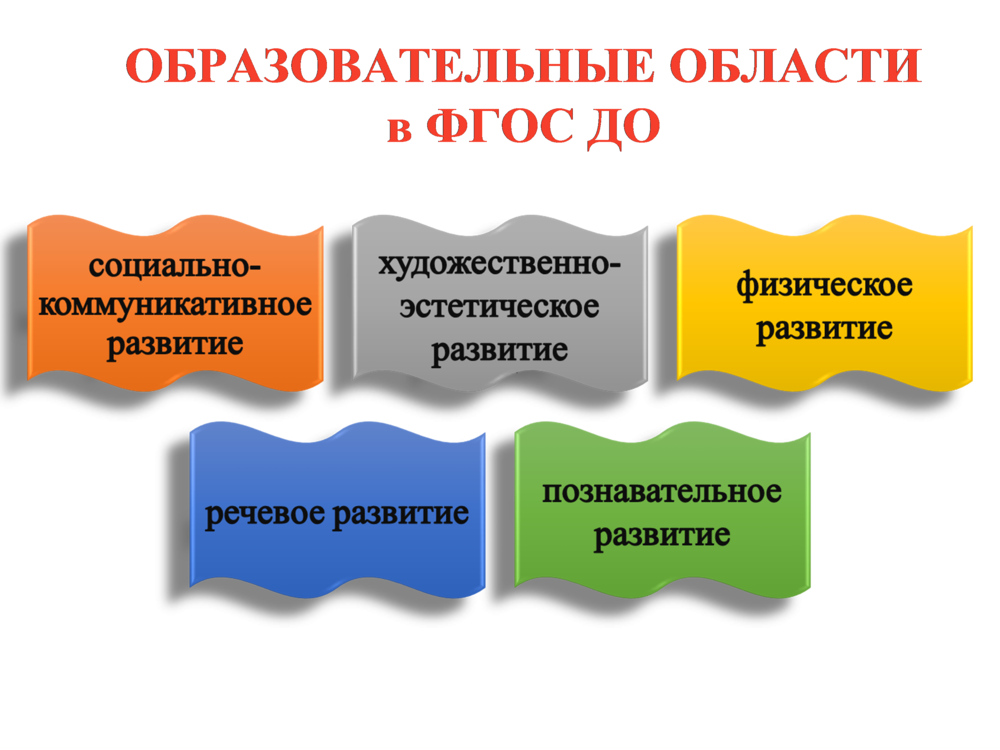 ОБРАЗОВАТЕЛЬНЫЕ ОБЛАСТИ
в ФГОС ДО
социально-
коммуникативное
развитие
художественно-
эстетическое
развитие
физическое
развитие
речевое развитие
познавательное
развитие